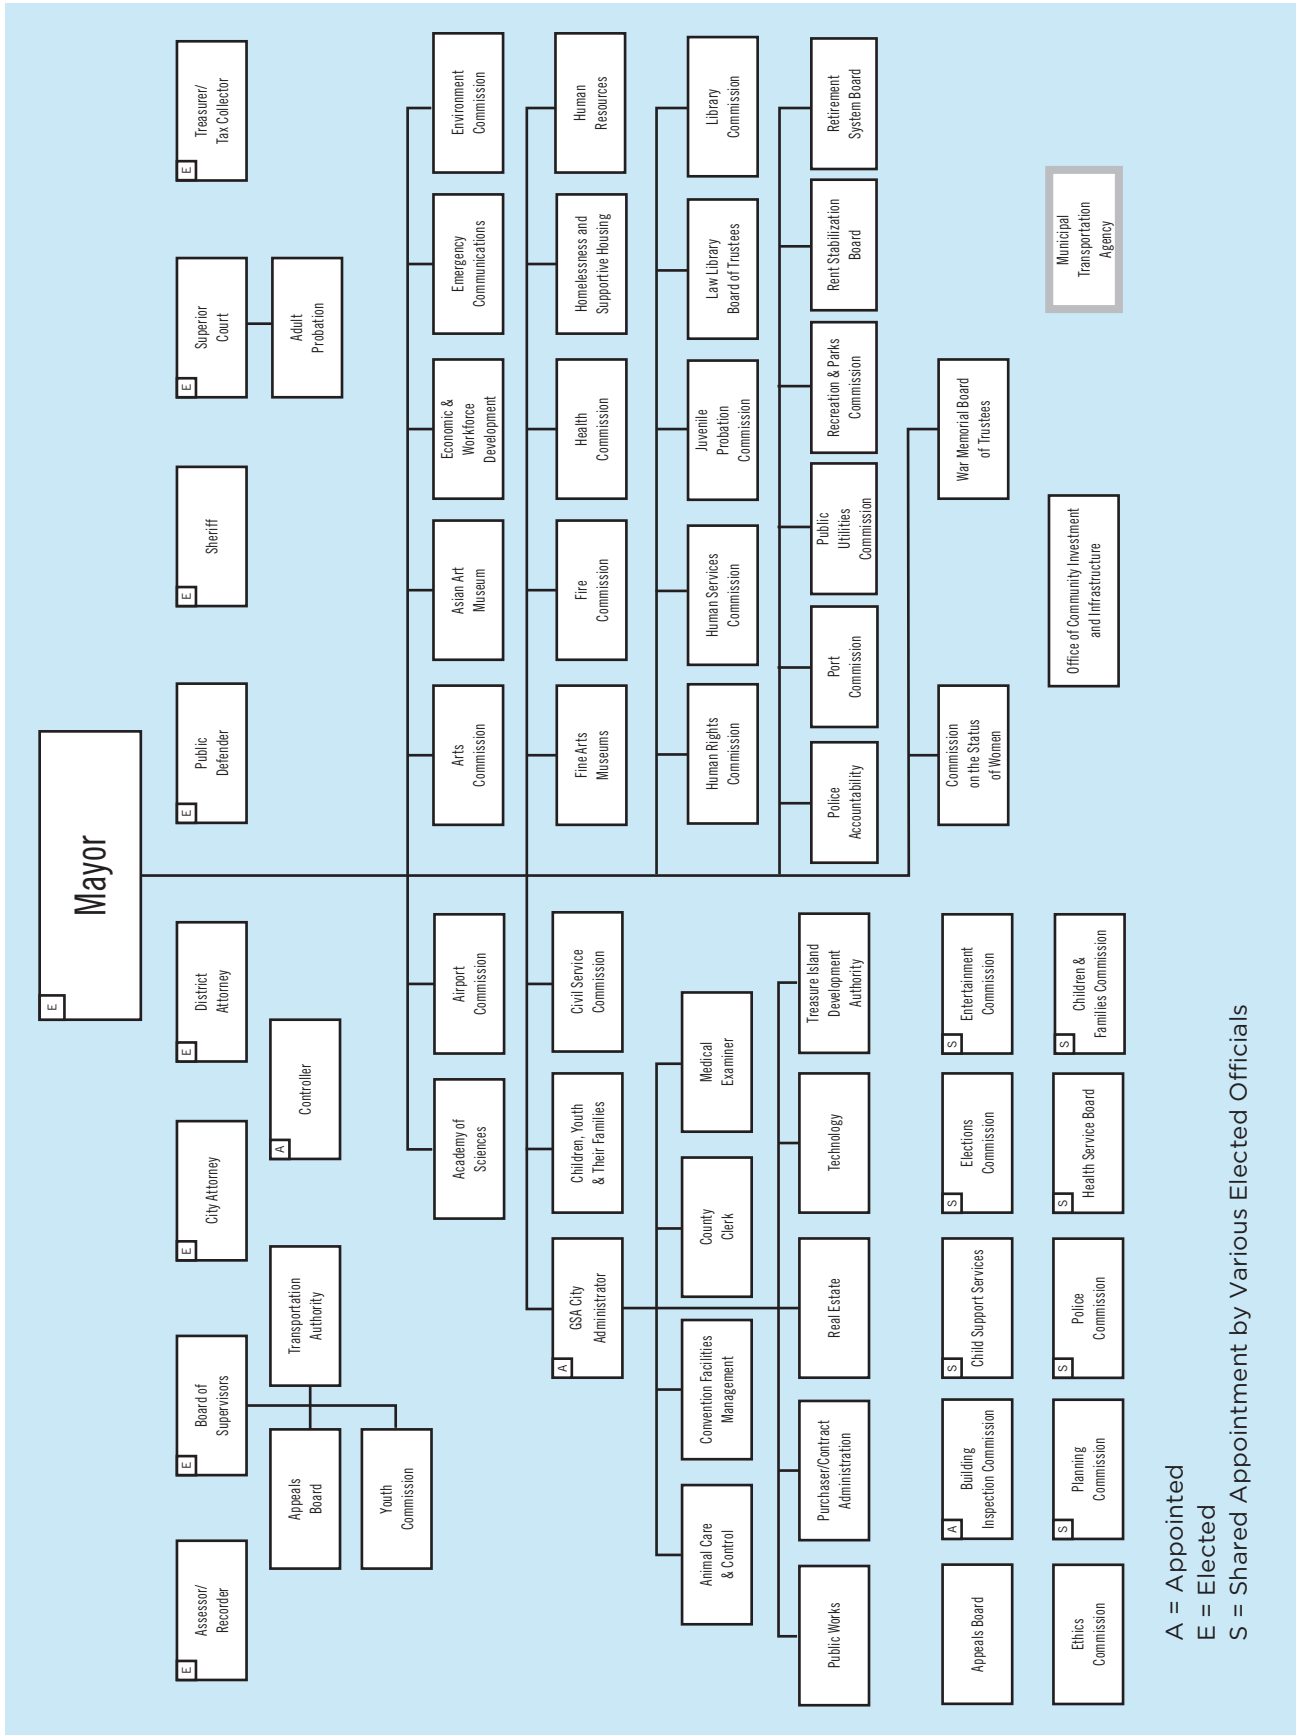 E
Mayor
E
Assessor/
Recorder
E
Board of
Supervisors
E
City Attorney
E
District
Attorney
E
Public
Defender
E
Sheriff
E
Superior
Court
E
Treasurer/
Tax Collector
Appeals
Board
Transportation
Authority
A
Controller
Adult
Probation
Youth
Commission
Academy of
Sciences
Airport
Commission
Arts
Commission
Asian Art
Museum
Economic &
Workforce
Development
Emergency
Communications
Environment
Commission
A
GSA City
Administrator
Children, Youth
& Their Families
Civil Service
Commission
Fine Arts
Museums
Fire
Commission
Health
Commission
Homelessness and
Supportive Housing
Human
Resources
Animal Care
& Control
Convention Facilities
Management
County
Clerk
Medical
Examiner
Human Rights
Commission
Human Services
Commission
Juvenile
Probation
Commission
Law Library
Board of Trustees
Library
Commission
Public Works
Purchaser/Contract
Administration
Real Estate
Technology
Treasure Island
Development
Authority
Police
Accountability
Port
Commission
Public
Utilities
Commission
Recreation & Parks
Commission
Rent Stabilization
Board
Retirement
System Board
Appeals Board
A
Building
Inspection Commission
S
Child Support Services
S
Elections
Commission
S
Entertainment
Commission
Commission
on the Status
of Women
War Memorial Board
of Trustees
Ethics
Commission
S
Planning
Commission
S
Police
Commission
S
Health Service Board
S
Children &
Families Commission
Office of Community Investment
and Infrastructure
Municipal
Transportation
Agency
A = Appointed
E = Elected
S = Shared Appointment by Various Elected Officials